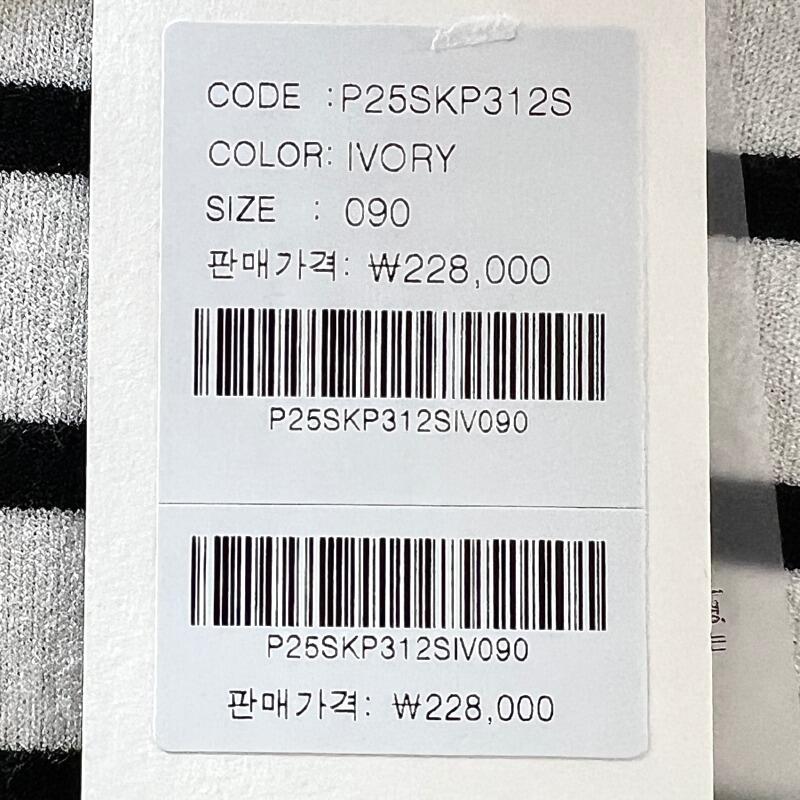 CODE : P25SKP312S
COLOR: IVORY
SIZE : 090
판매가격: ₩228,000
P25SKP312SIV090
P25SKP312SIV090
판매가격: ₩228,000